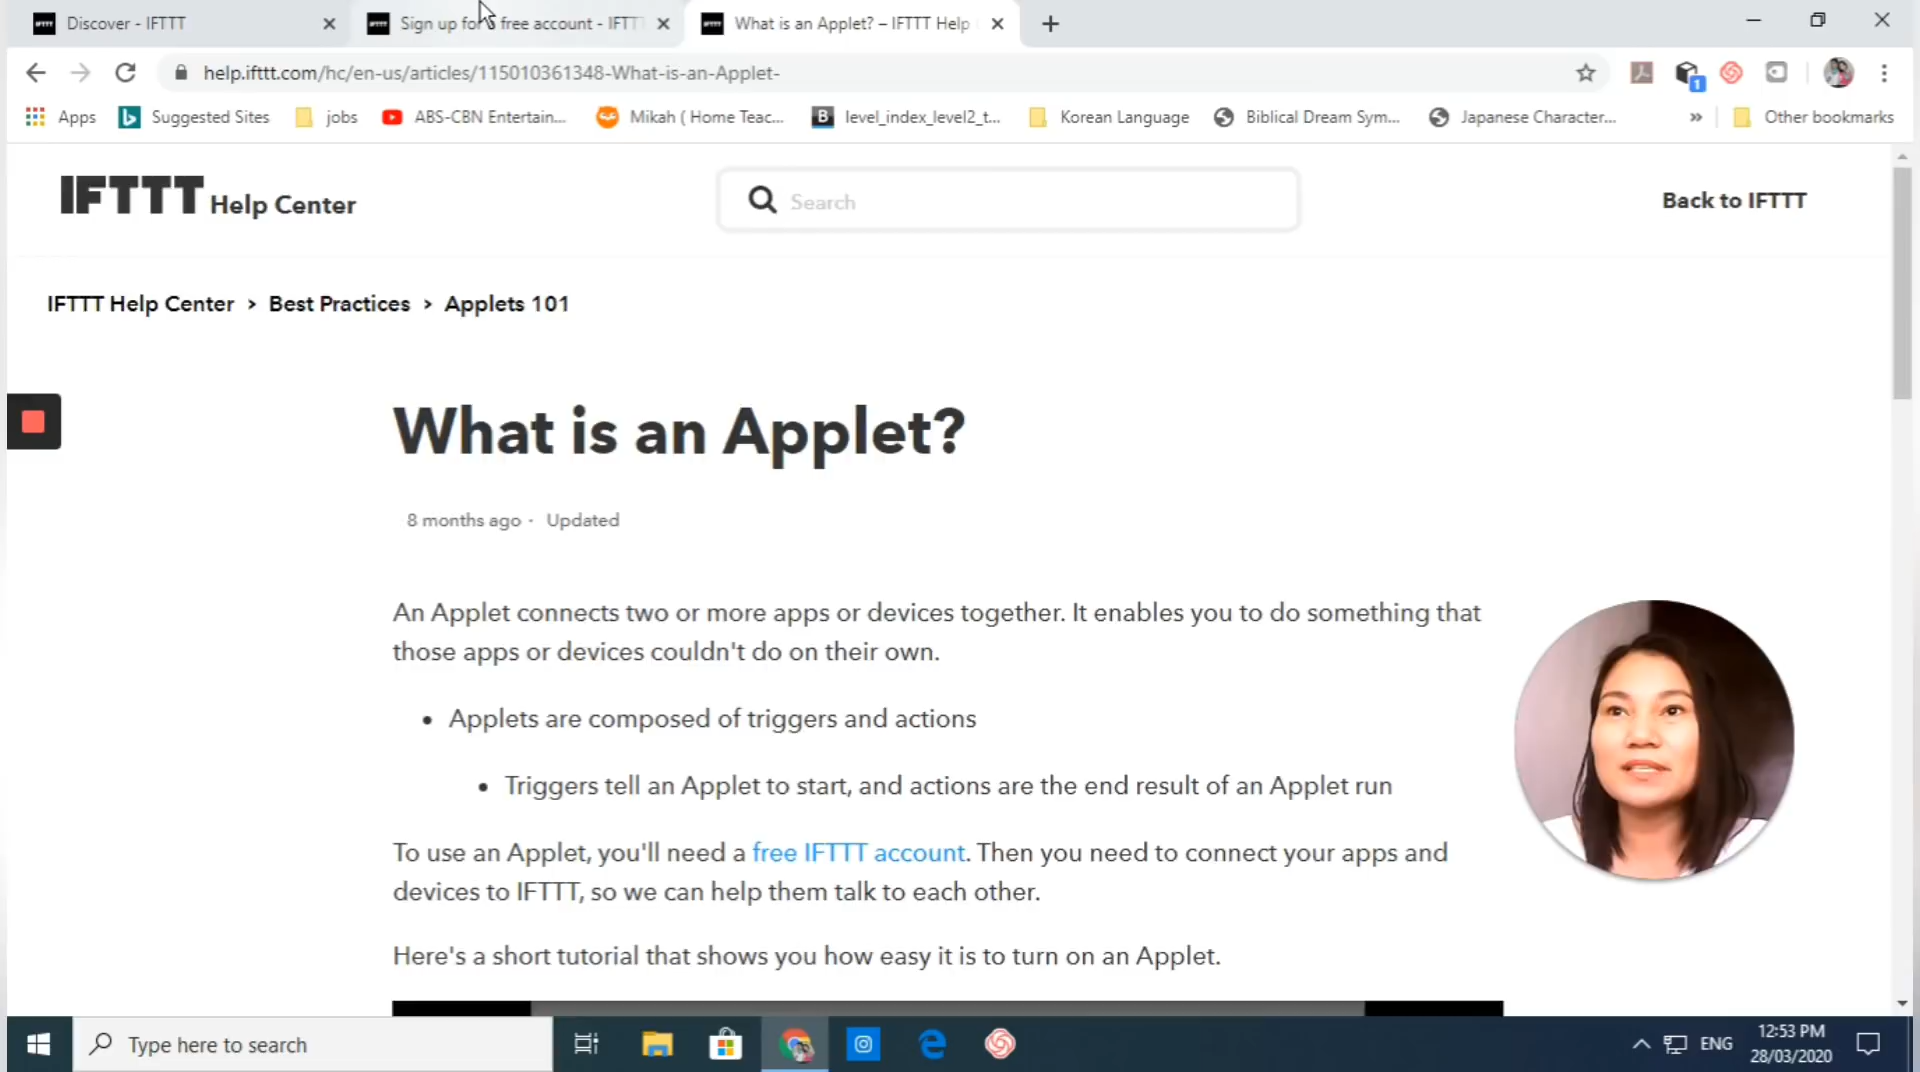 Discover - IFTTT
Sign up for free account - IFTT
What is an Applet? – IFTTT Help
help.ifttt.com/hc/en-us/articles/115010361348-What-is-an-Applet-
1
Apps
Suggested Sites
jobs
ABS-CBN Entertain...
Mikah ( Home Teac...
B level_index_level2_t...
Korean Language
Biblical Dream Sym...
Japanese Character...
»
Other bookmarks
IFTTT Help Center
Search
Back to IFTTT
IFTTT Help Center > Best Practices > Applets 101
What is an Applet?
8 months ago · Updated
An Applet connects two or more apps or devices together. It enables you to do something that
those apps or devices couldn't do on their own.
• Applets are composed of triggers and actions
• Triggers tell an Applet to start, and actions are the end result of an Applet run
To use an Applet, you'll need a free IFTTT account. Then you need to connect your apps and
devices to IFTTT, so we can help them talk to each other.
Here's a short tutorial that shows you how easy it is to turn on an Applet.
Type here to search
ENG
12:53 PM
28/03/2020